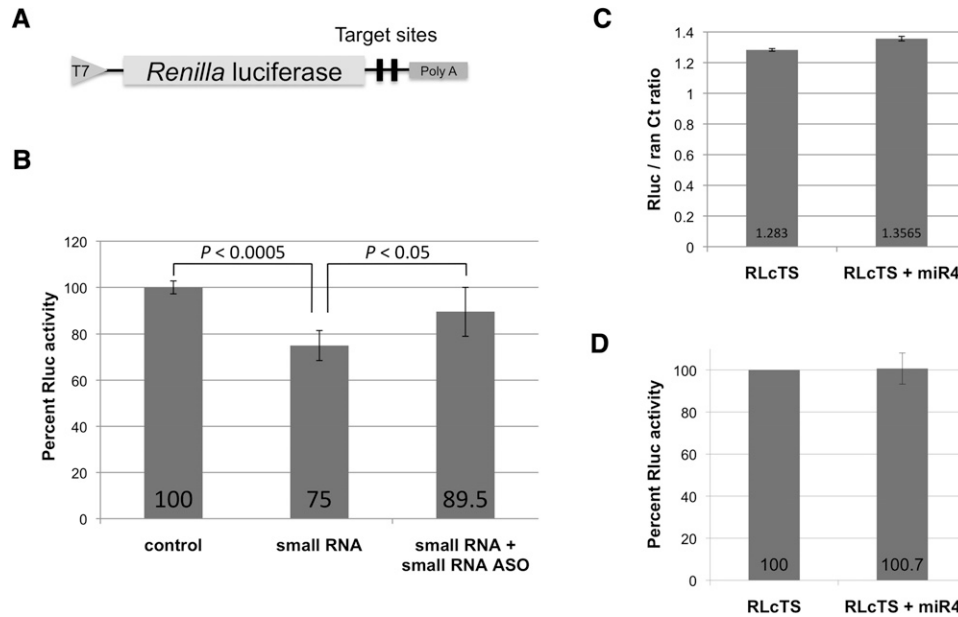 A
Target sites
T7
Renilla luciferase
Poly A
B
Percent Rluc activity
120
100
80
60
40
20
0
P < 0.0005
P < 0.05
100
75
89.5
control
small RNA
small RNA +
small RNA ASO
C
Rluc / ran Ct ratio
1.4
1.2
1
0.8
0.6
0.4
0.2
0
1.283
1.3565
RLcTS
RLcTS + miR4
D
Percent Rluc activity
100
80
60
40
20
0
100
100.7
RLcTS
RLcTS + miR4